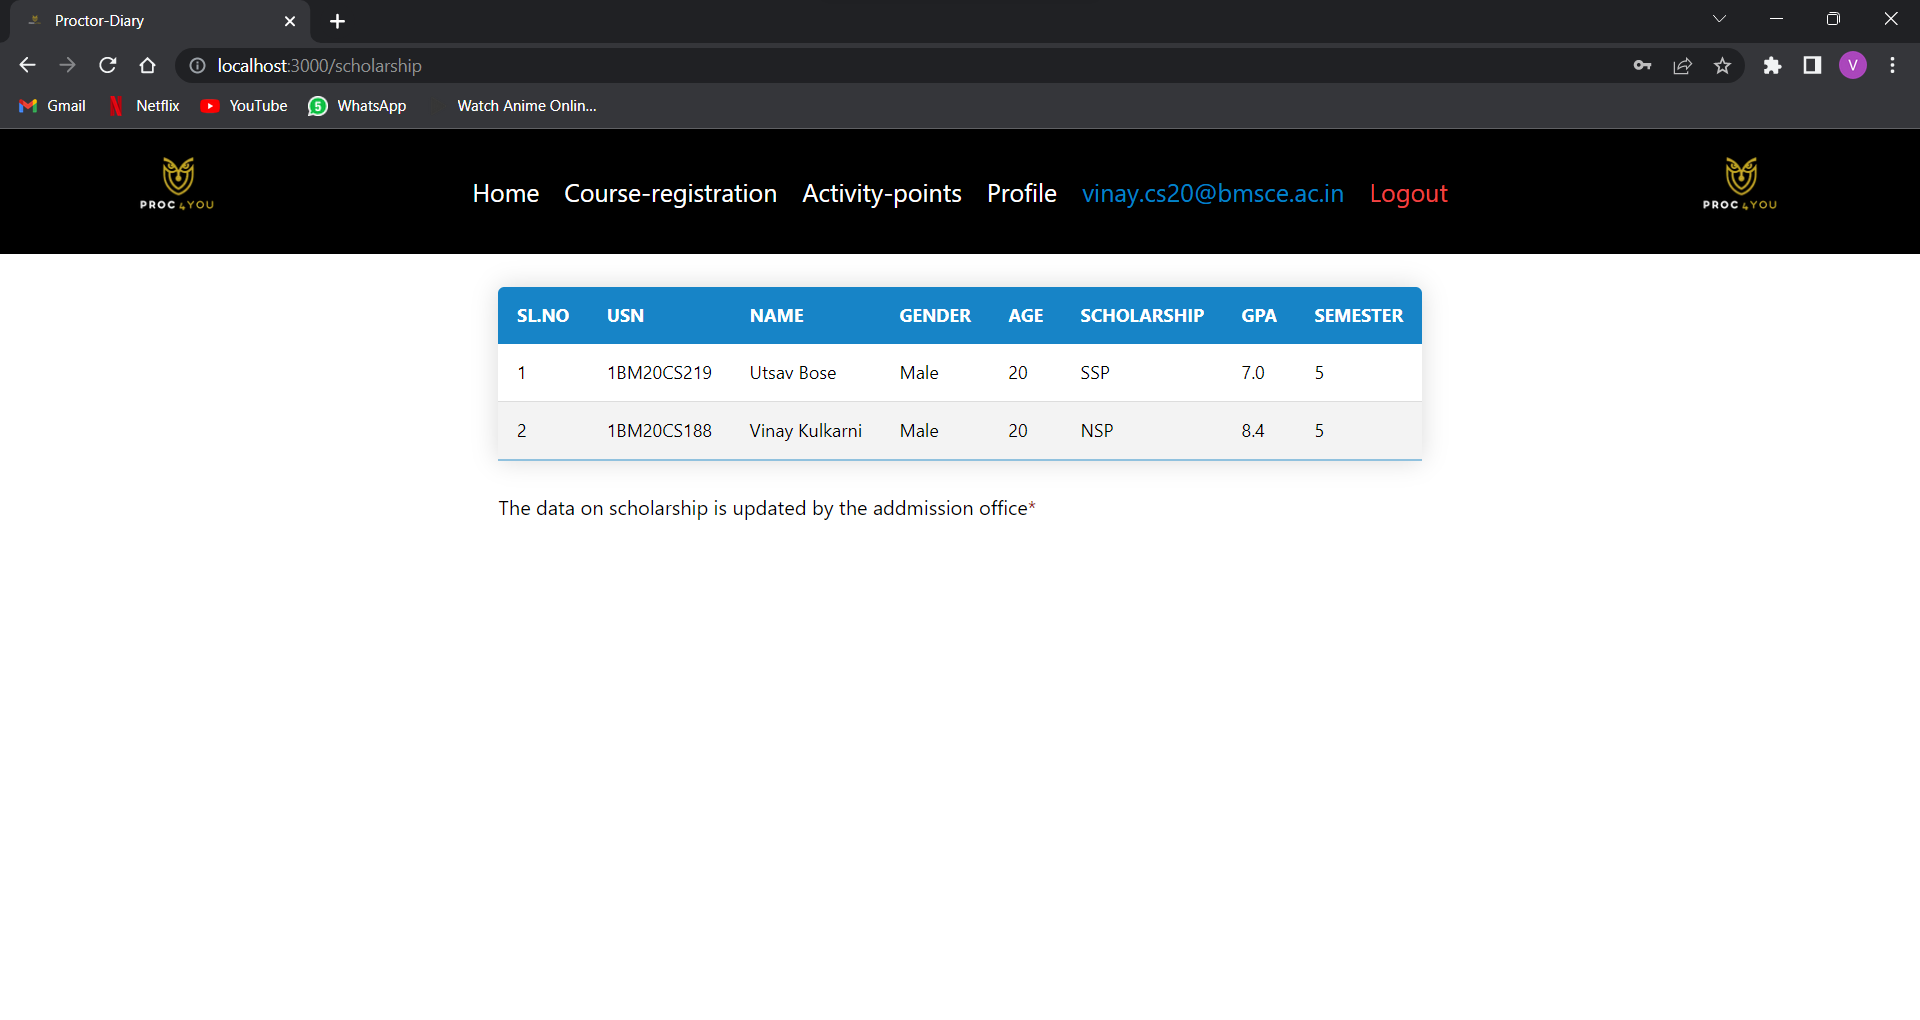 Proctor-Diary
localhost:3000/scholarship
V
Gmail Netflix YouTube 5 WhatsApp Watch Anime Onlin...
PROC 4YOU
Home Course-registration Activity-points Profile vinay.cs20@bmsce.ac.in Logout
PROC 4YOU
SL.NO USN NAME GENDER AGE SCHOLARSHIP GPA SEMESTER
1 1BM20CS219 Utsav Bose Male 20 SSP 7.0 5
2 1BM20CS188 Vinay Kulkarni Male 20 NSP 8.4 5
The data on scholarship is updated by the addmission office*